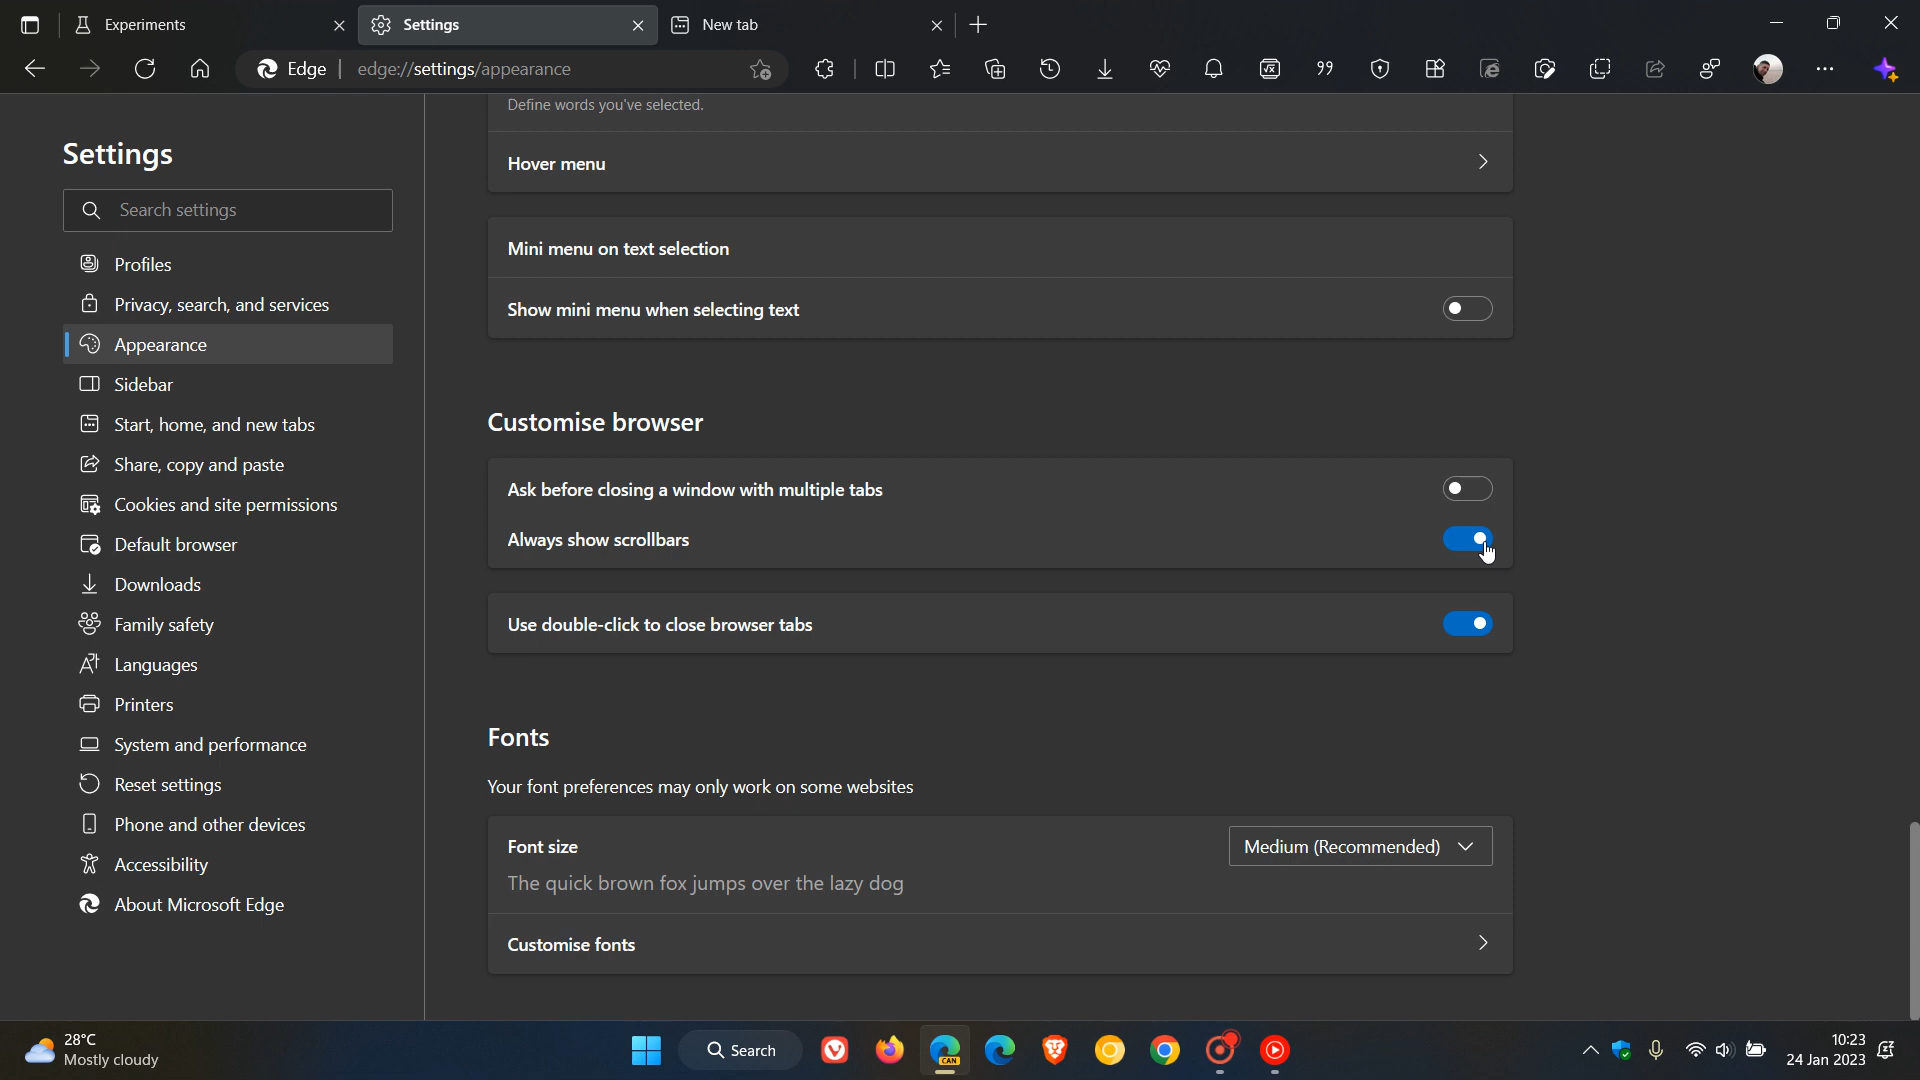 Experiments
Settings
New tab
Edge
edge://settings/appearance
Settings
Search settings
Profiles
Privacy, search, and services
Appearance
Sidebar
Start, home, and new tabs
Share, copy and paste
Cookies and site permissions
Default browser
Downloads
Family safety
Languages
Printers
System and performance
Reset settings
Phone and other devices
Accessibility
About Microsoft Edge
Define words you've selected.
Hover menu
Mini menu on text selection
Show mini menu when selecting text
Customise browser
Ask before closing a window with multiple tabs
Always show scrollbars
Use double-click to close browser tabs
Fonts
Your font preferences may only work on some websites
Font size
Medium (Recommended)
The quick brown fox jumps over the lazy dog
Customise fonts
28°C
Mostly cloudy
Search
CAN
10:23
24 Jan 2023